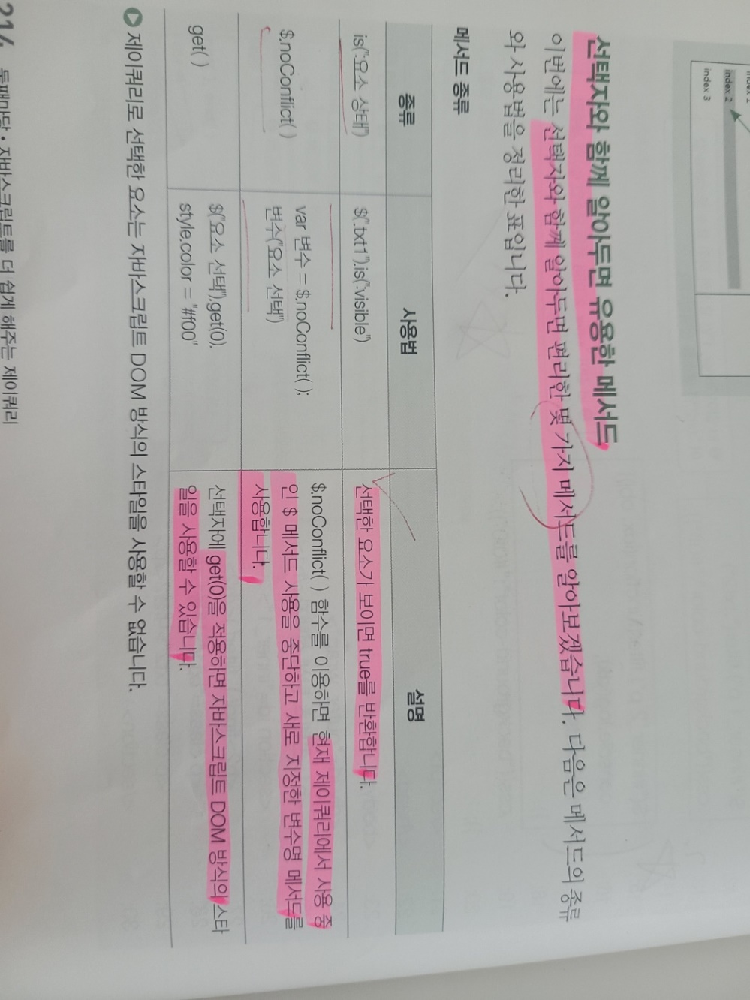 index 2
index 3
선택자와 함께 알아두면 유용한 메서드
이번에는 선택자와 함께 알아두면 편리한 몇 가지 메서드를 알아보겠습니다. 다음은 메서드의 종류
와 사용법을 정리한 표입니다.
메서드 종류
종류 사용법 설명
is(":요소 상태") $(".txt1").is(":visible") 선택한 요소가 보이면 true를 반환합니다.
$.noConflict( ) var 변수 = $.noConflict( );
변수("요소 선택")
$.noConflict( ) 함수를 이용하면 현재 제이쿼리에서 사용 중
인 $ 메서드 사용을 중단하고 새로 지정한 변수명 메서드를
사용합니다.
get( ) $("요소 선택").get(0).
style.color = "#f00"
선택자에 get(0)을 적용하면 자바스크립트 DOM 방식의 스타
일을 사용할 수 있습니다.
제이쿼리로 선택한 요소는 자바스크립트 DOM 방식의 스타일을 사용할 수 없습니다.
둘째마당 • 자바스크립트를 더 쉽게 해주는 제이쿼리